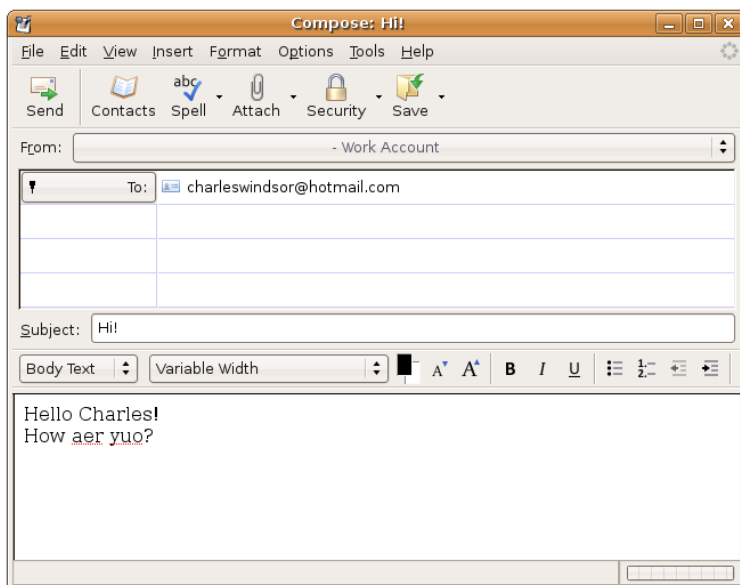 Compose: Hi!
File Edit View Insert Format Options Tools Help
Send Contacts Spell Attach Security Save
From: - Work Account
To: charleswindsor@hotmail.com
Subject: Hi!
Body Text Variable Width A A B I U
Hello Charles!
How aer yuo?